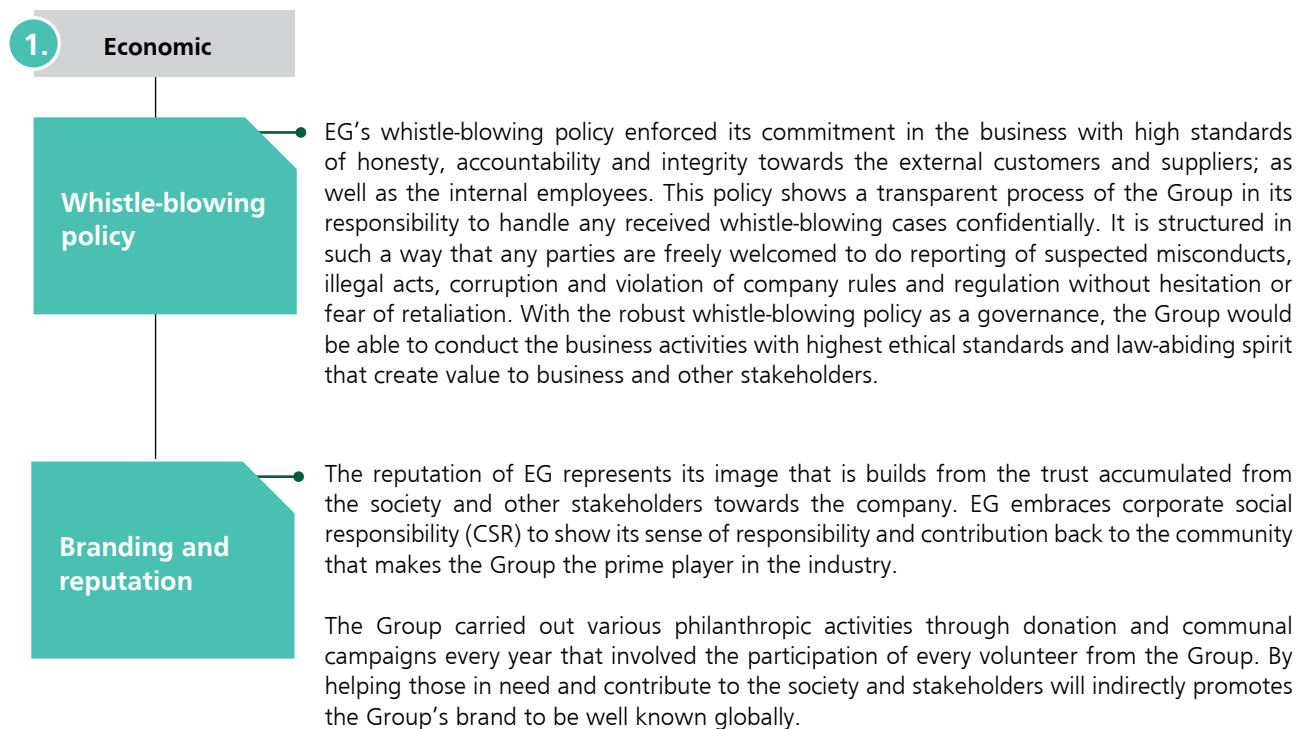 1.
Economic
Whistle-blowing
policy
EG's whistle-blowing policy enforced its commitment in the business with high standards
of honesty, accountability and integrity towards the external customers and suppliers; as
well as the internal employees. This policy shows a transparent process of the Group in its
responsibility to handle any received whistle-blowing cases confidentially. It is structured in
such a way that any parties are freely welcomed to do reporting of suspected misconducts,
illegal acts, corruption and violation of company rules and regulation without hesitation or
fear of retaliation. With the robust whistle-blowing policy as a governance, the Group would
be able to conduct the business activities with highest ethical standards and law-abiding spirit
that create value to business and other stakeholders.
Branding and
reputation
The reputation of EG represents its image that is builds from the trust accumulated from
the society and other stakeholders towards the company. EG embraces corporate social
responsibility (CSR) to show its sense of responsibility and contribution back to the community
that makes the Group the prime player in the industry.
The Group carried out various philanthropic activities through donation and communal
campaigns every year that involved the participation of every volunteer from the Group. By
helping those in need and contribute to the society and stakeholders will indirectly promotes
the Group's brand to be well known globally.